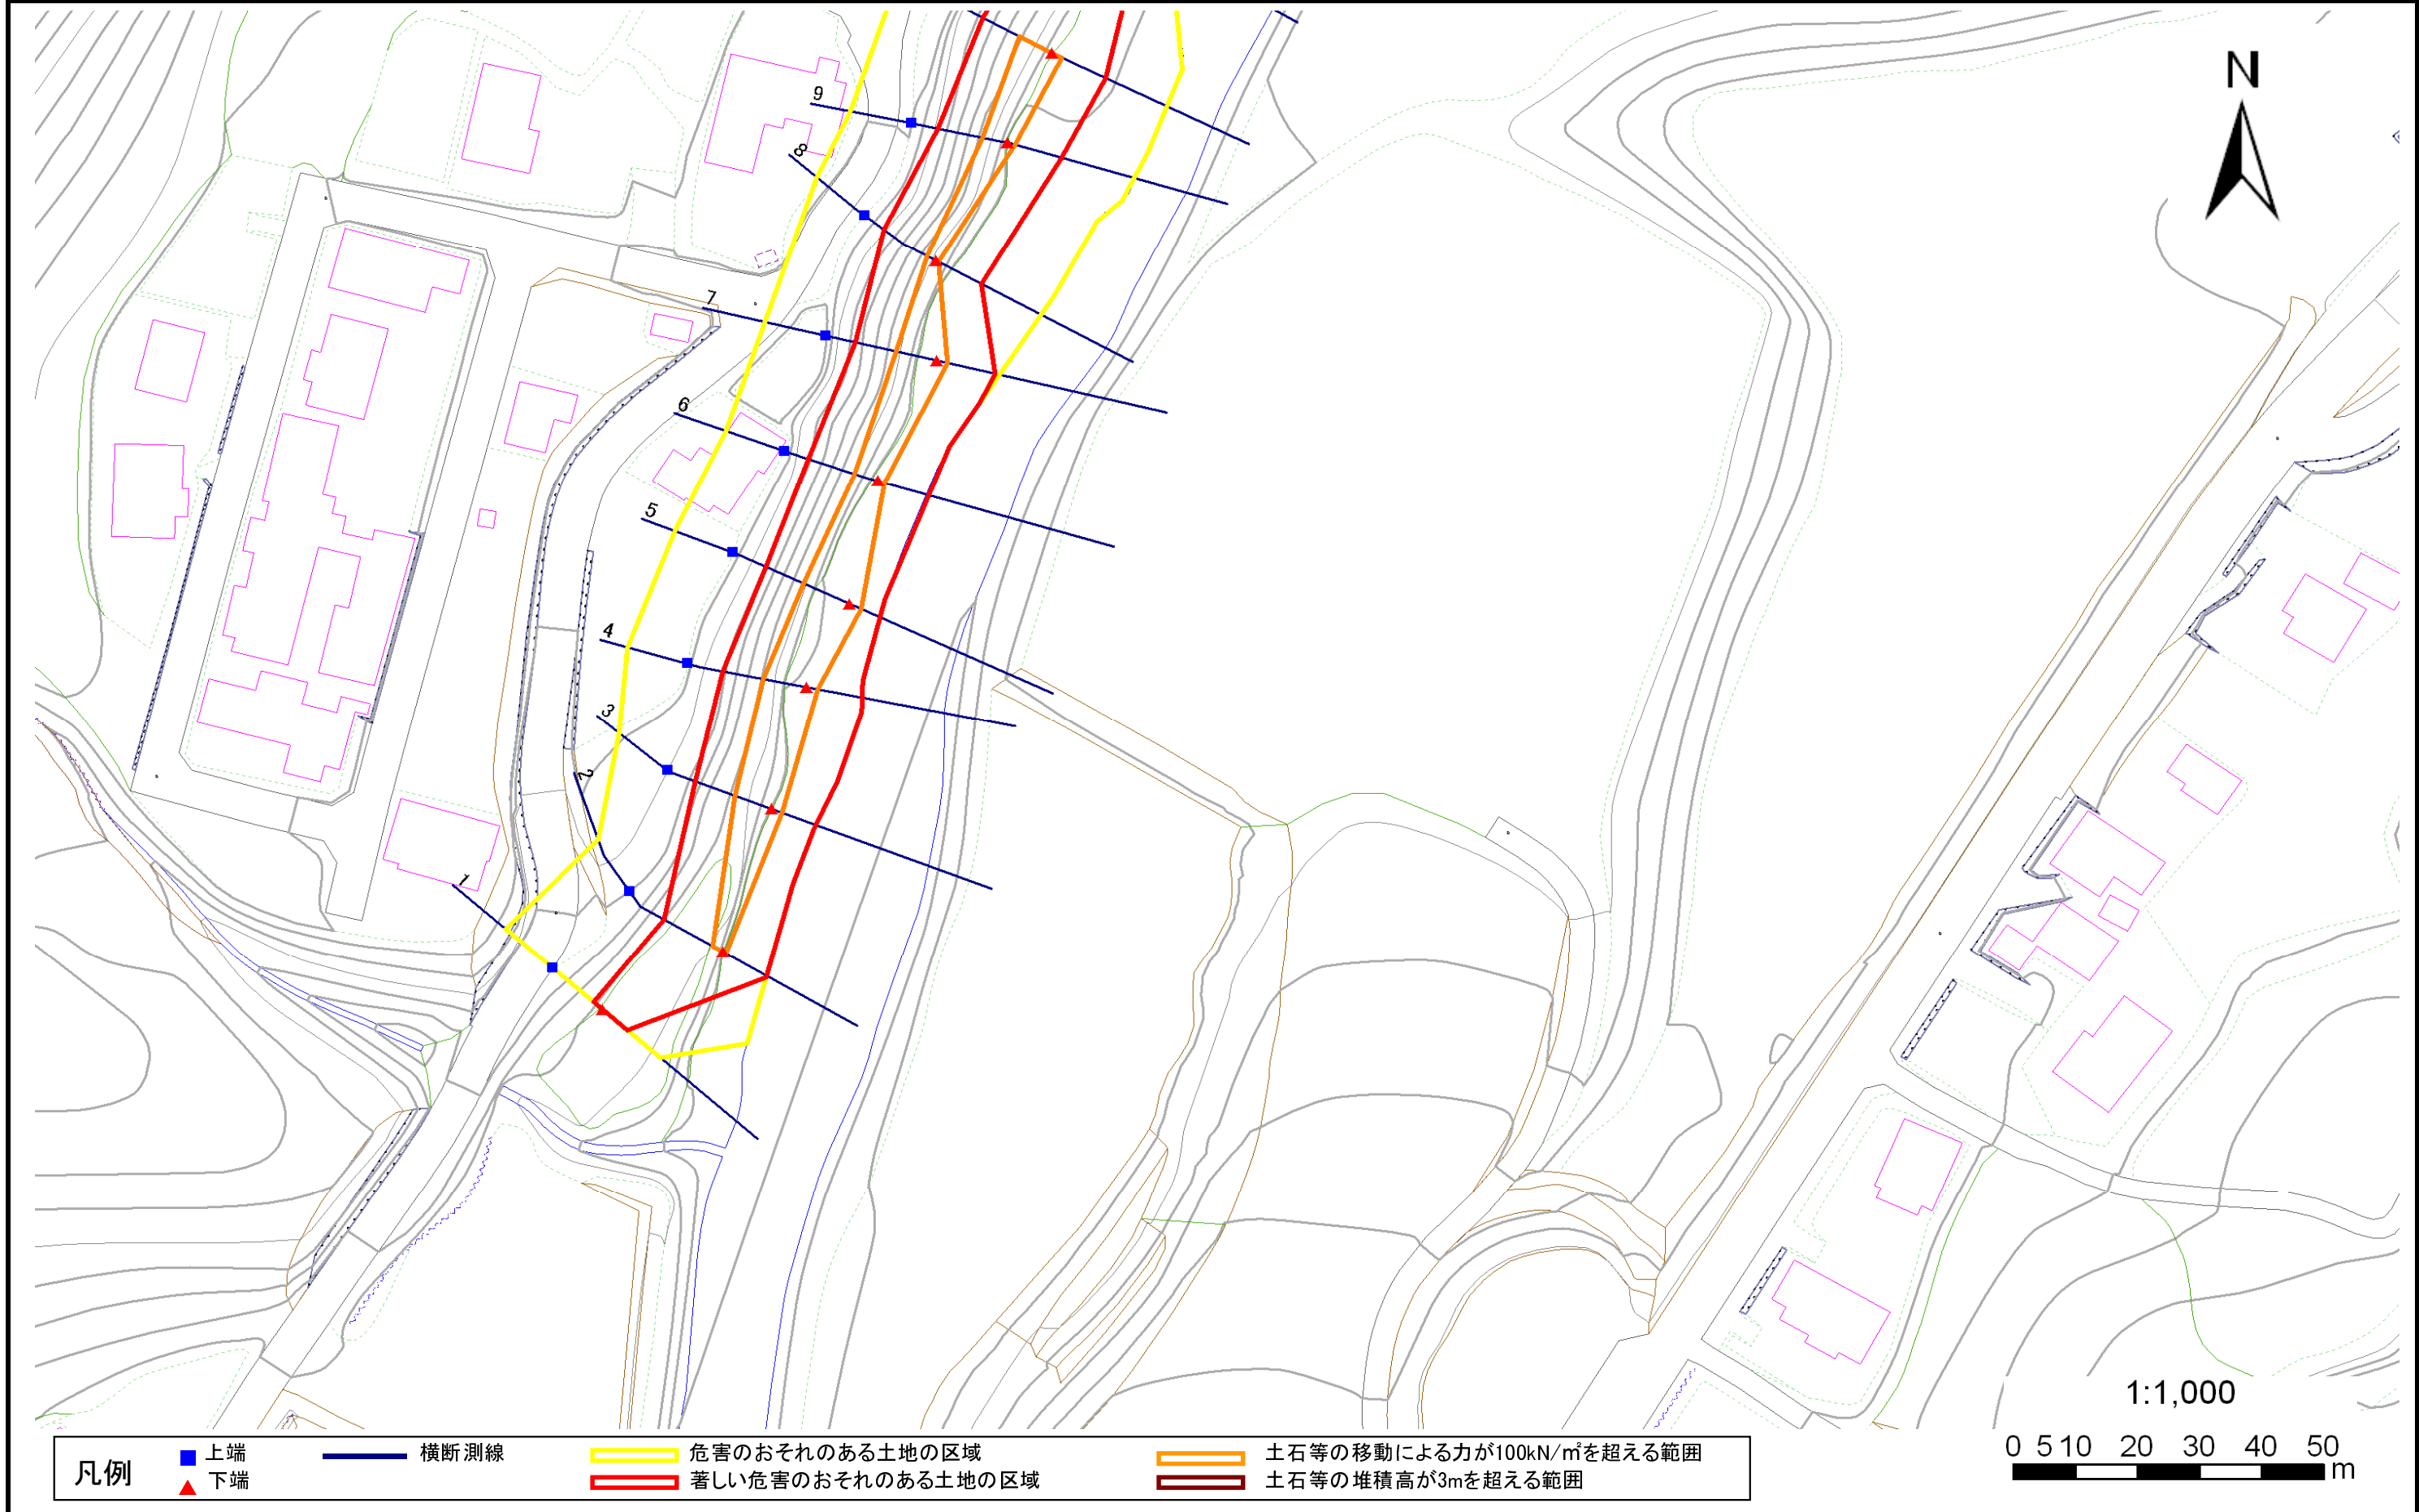 N
9
8
7
6
5
4
3
2
1
1:1,000
0 5 10 20 30 40 50 m
凡例
上端
下端
横断測線
危害のおそれのある土地の区域
著しい危害のおそれのある土地の区域
土石等の移動による力が100kN/㎡を超える範囲
土石等の堆積高が3mを超える範囲